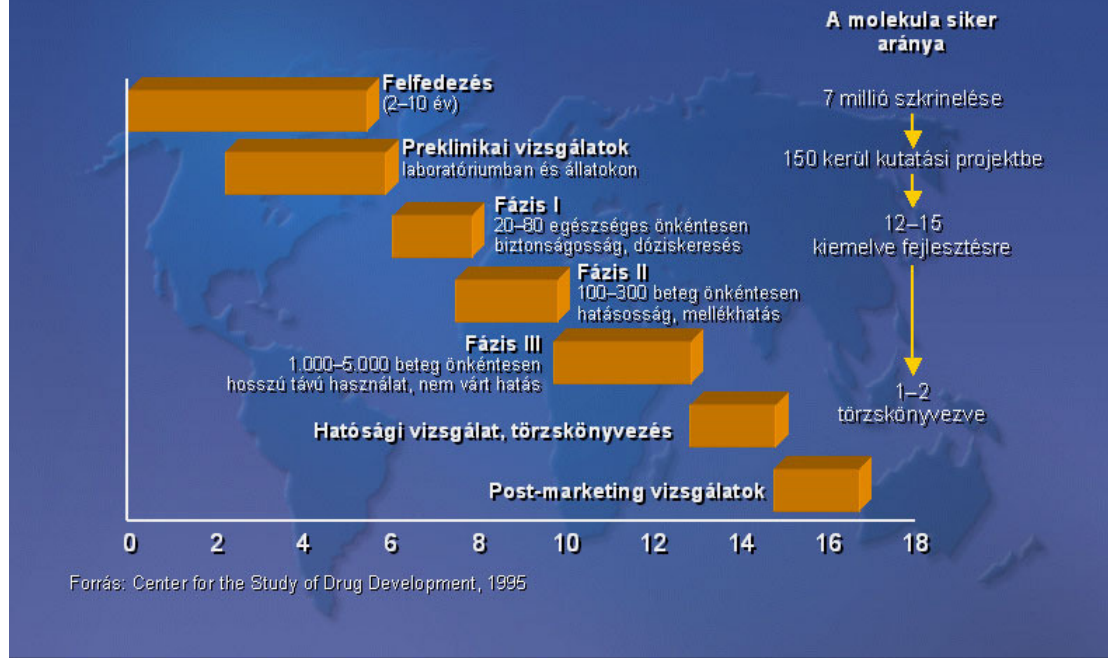 A molekula siker
aránya
Felfedezés
(2–10 év)
7 millió szkrinelése
Preklinikai vizsgálatok
laboratóriumban és állatokon
150 kerül kutatási projektbe
Fázis I
20–80 egészséges önkéntesen
biztonságosság, dóziskeresés
12–15
kiemelve fejlesztésre
Fázis II
100–300 beteg önkéntesen
hatásosság, mellékhatás
Fázis III
1.000–5.000 beteg önkéntesen
hosszú távú használat, nem várt hatás
1–2
törzskönyvezve
Hatósági vizsgálat, törzskönyvezés
Post-marketing vizsgálatok
0 2 4 6 8 10 12 14 16 18
Forrás: Center for the Study of Drug Development, 1995